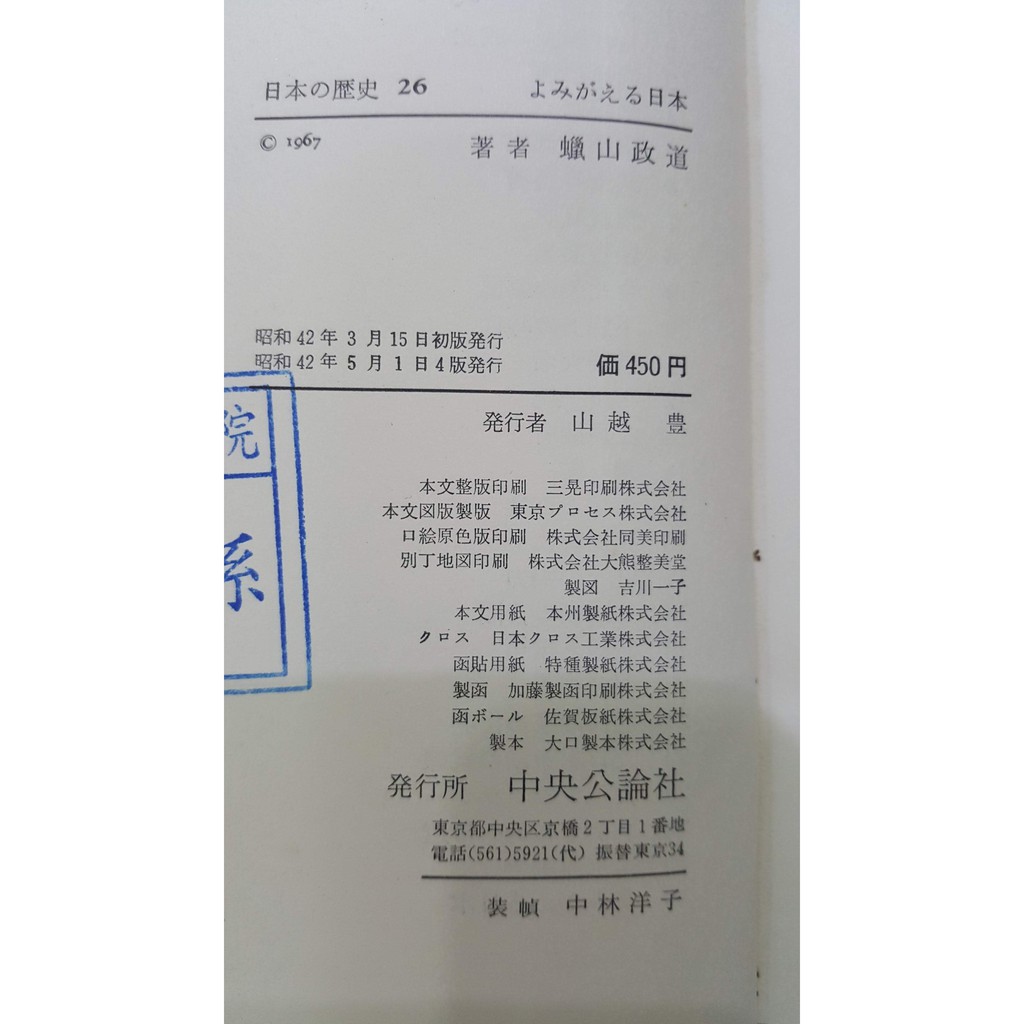 日本の歴史 26 よみがえる日本
© 1967 著者 蠟山政道
昭和42年3月15日初版発行
昭和42年5月1日4版発行 価450円
発行者 山越 豊
本文整版印刷 三晃印刷株式会社
本文図版製版 東京プロセス株式会社
口絵原色版印刷 株式会社同美印刷
別丁地図印刷 株式会社大熊整美堂
製図 吉川一子
本文用紙 本州製紙株式会社
クロス 日本クロス工業株式会社
函貼用紙 特種製紙株式会社
製函 加藤製函印刷株式会社
函ボール 佐賀板紙株式会社
製本 大口製本株式会社
発行所 中央公論社
東京都中央区京橋2丁目1番地
電話(561)5921(代) 振替東京34
装幀 中林洋子
院
系